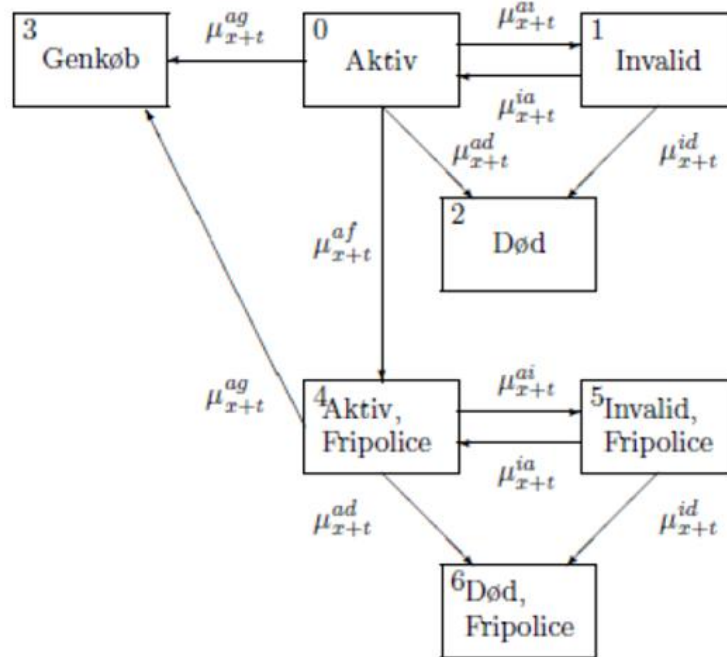 3
Genkøb
μ^{ag}_{x+t}
0
Aktiv
μ^{ai}_{x+t}
1
Invalid
μ^{ia}_{x+t}
μ^{ad}_{x+t}
μ^{id}_{x+t}
2
Død
μ^{af}_{x+t}
μ^{ag}_{x+t}
4
Aktiv,
Fripolice
μ^{ai}_{x+t}
5
Invalid,
Fripolice
μ^{ia}_{x+t}
μ^{ad}_{x+t}
μ^{id}_{x+t}
6
Død,
Fripolice